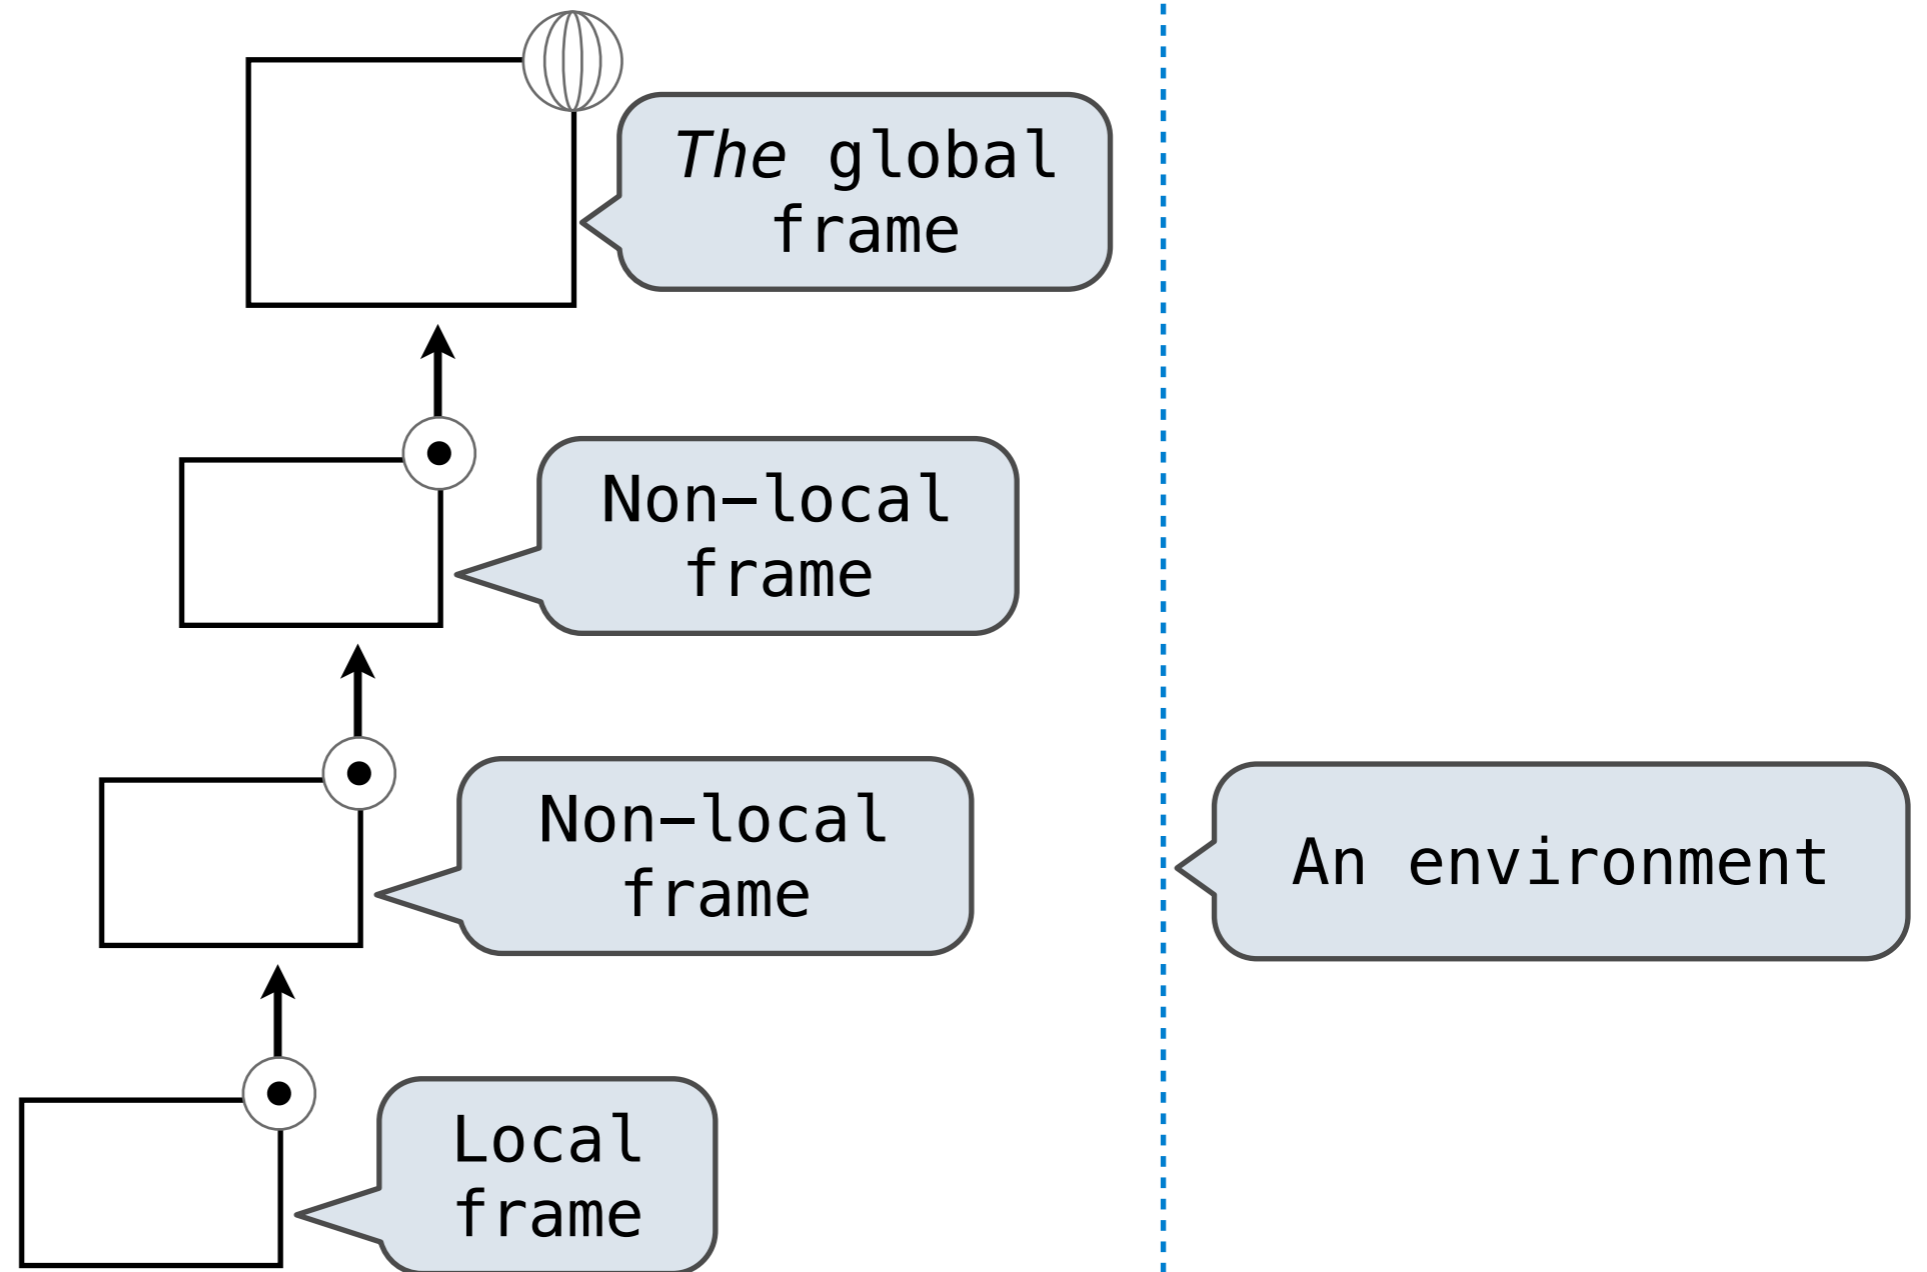 The global
frame
Non-local
frame
Non-local
frame
An environment
Local
frame